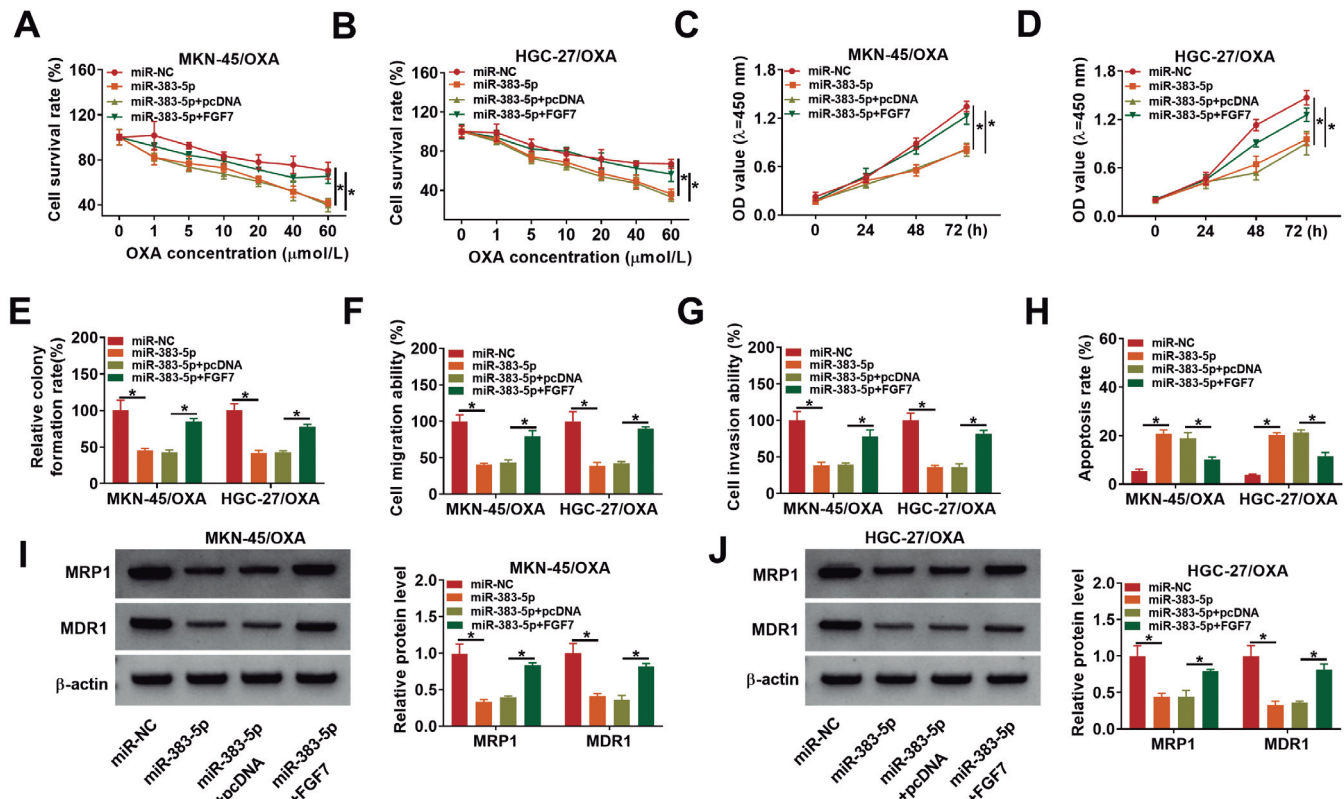 A
MKN-45/OXA
Cell survival rate (%)
160
120
80
40
miR-NC
miR-383-5p
miR-383-5p+pcDNA
miR-383-5p+FGF7
* *
0 1 5 10 20 40 60
OXA concentration (μmol/L)
B
HGC-27/OXA
Cell survival rate (%)
160
120
80
40
miR-NC
miR-383-5p
miR-383-5p+pcDNA
miR-383-5p+FGF7
* *
0 1 5 10 20 40 60
OXA concentration (μmol/L)
C
MKN-45/OXA
OD value (λ=450 nm)
1.8
1.2
0.6
0.0
miR-NC
miR-383-5p
miR-383-5p+pcDNA
miR-383-5p+FGF7
* *
0 24 48 72 (h)
D
HGC-27/OXA
OD value (λ=450 nm)
1.8
1.2
0.6
0.0
miR-NC
miR-383-5p
miR-383-5p+pcDNA
miR-383-5p+FGF7
* *
0 24 48 72 (h)
E
Relative colony
formation rate(%)
200
150
100
50
0
miR-NC
miR-383-5p
miR-383-5p+pcDNA
miR-383-5p+FGF7
* * * *
MKN-45/OXA HGC-27/OXA
F
Cell migration ability (%)
200
150
100
50
0
miR-NC
miR-383-5p
miR-383-5p+pcDNA
miR-383-5p+FGF7
* * * *
MKN-45/OXA HGC-27/OXA
G
Cell invasion ability (%)
200
150
100
50
0
miR-NC
miR-383-5p
miR-383-5p+pcDNA
miR-383-5p+FGF7
* * * *
MKN-45/OXA HGC-27/OXA
H
Apoptosis rate (%)
60
40
20
0
miR-NC
miR-383-5p
miR-383-5p+pcDNA
miR-383-5p+FGF7
* * * *
MKN-45/OXA HGC-27/OXA
I
MKN-45/OXA
MRP1
MDR1
β-actin
miR-NC
miR-383-5p
miR-383-5p
+pcDNA
miR-383-5p
+FGF7
MKN-45/OXA
Relative protein level
2.0
1.5
1.0
0.5
0.0
miR-NC
miR-383-5p
miR-383-5p+pcDNA
miR-383-5p+FGF7
* * * *
MRP1 MDR1
J
HGC-27/OXA
MRP1
MDR1
β-actin
miR-NC
miR-383-5p
miR-383-5p
+pcDNA
miR-383-5p
+FGF7
HGC-27/OXA
Relative protein level
2.0
1.5
1.0
0.5
0.0
miR-NC
miR-383-5p
miR-383-5p+pcDNA
miR-383-5p+FGF7
* * * *
MRP1 MDR1